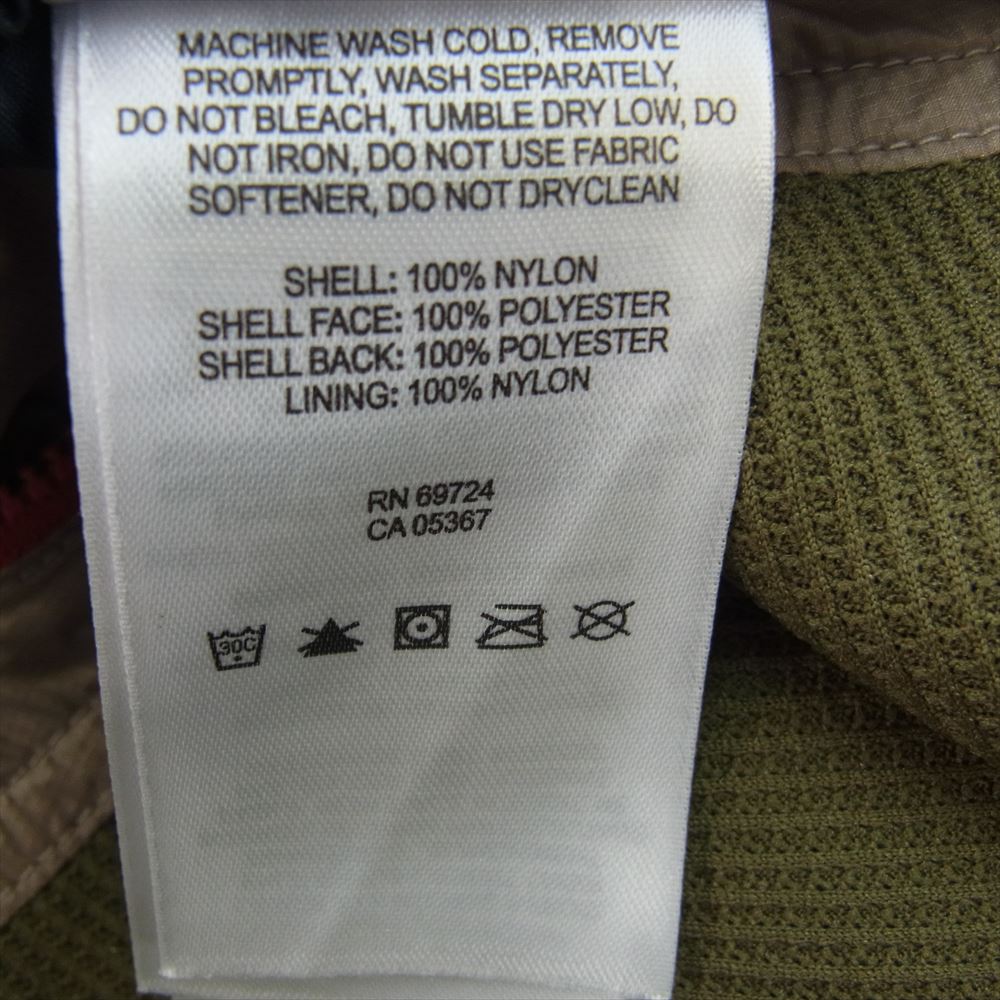 MACHINE WASH COLD, REMOVE
PROMPTLY, WASH SEPARATELY,
DO NOT BLEACH, TUMBLE DRY LOW, DO
NOT IRON, DO NOT USE FABRIC
SOFTENER, DO NOT DRYCLEAN
SHELL: 100% NYLON
SHELL FACE: 100% POLYESTER
SHELL BACK: 100% POLYESTER
LINING: 100% NYLON
RN 69724
CA 05367
30C